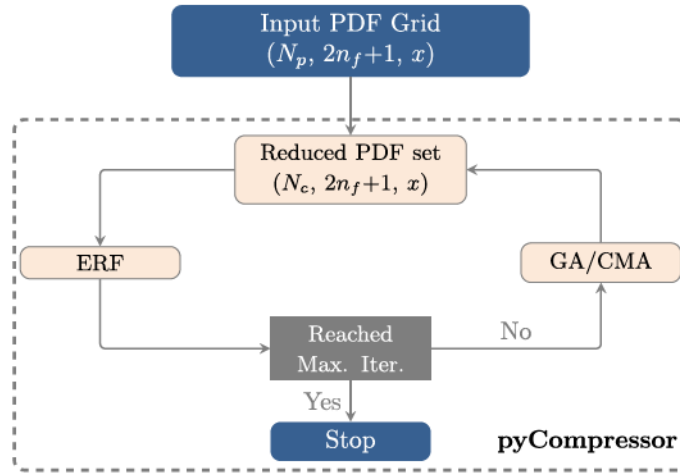 Input PDF Grid
(N_p, 2n_f+1, x)
Reduced PDF set
(N_c, 2n_f+1, x)
ERF
GA/CMA
Reached
Max. Iter.
No
Yes
Stop
pyCompressor